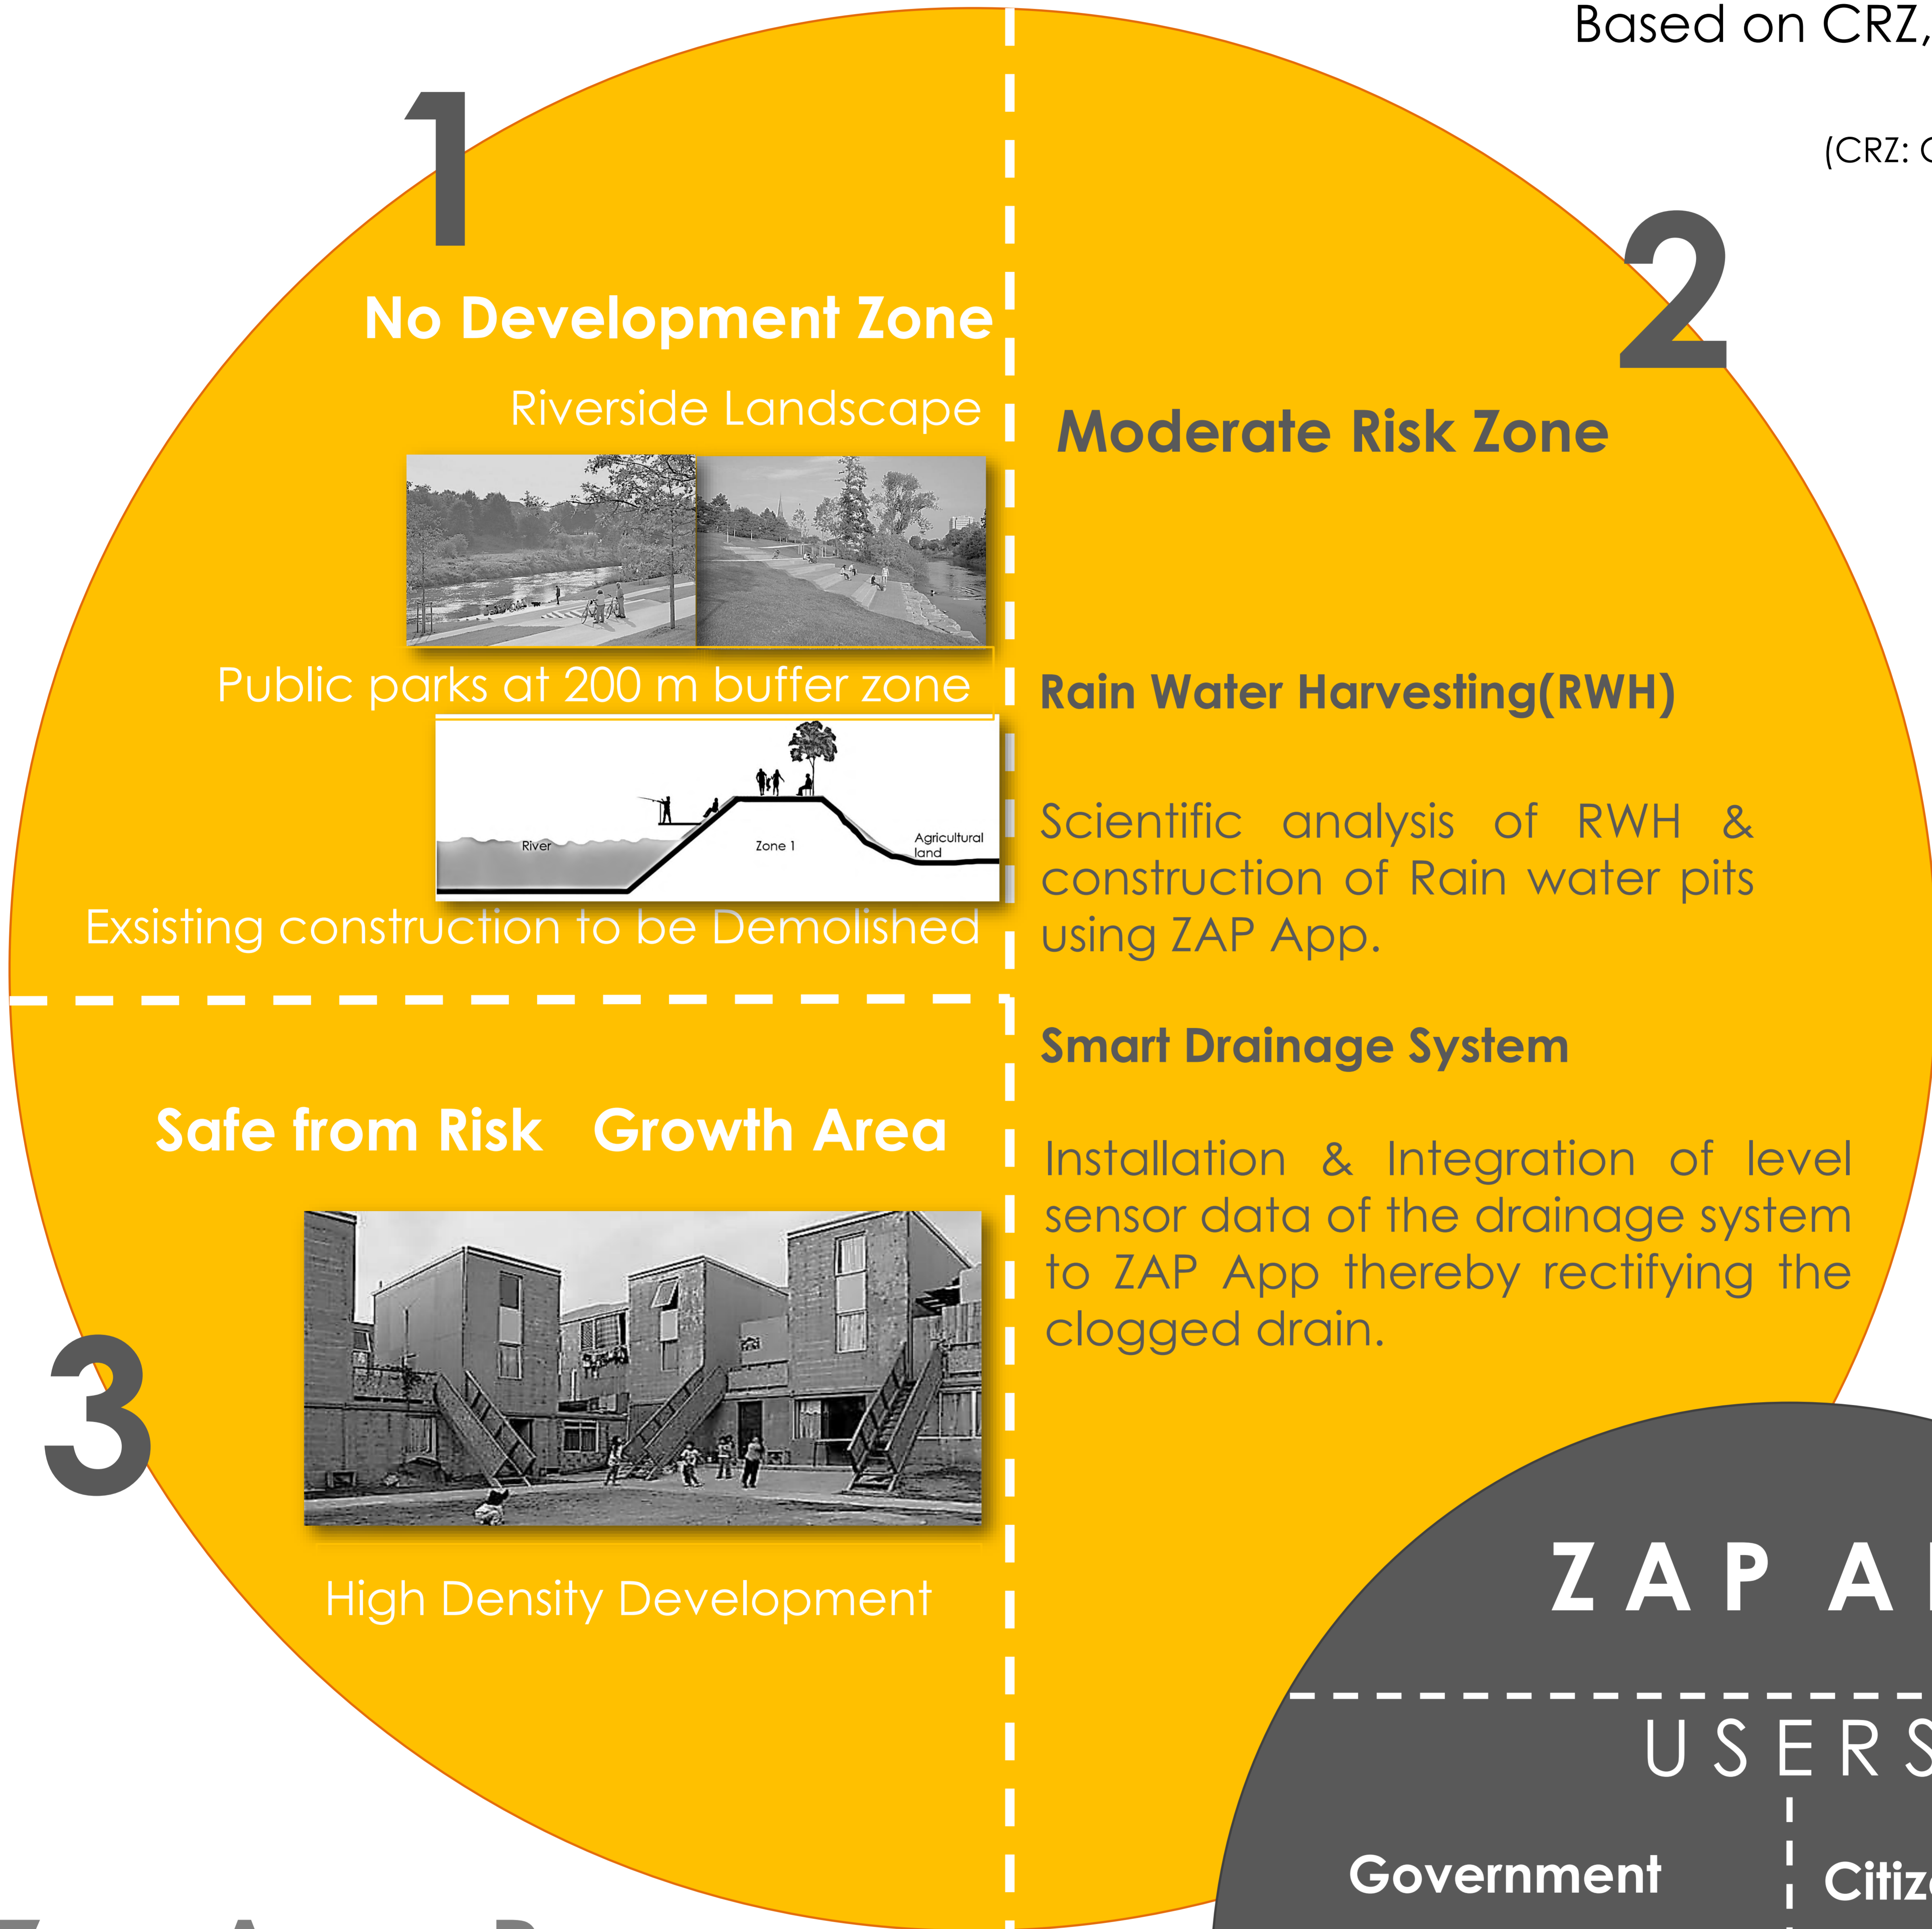 Based on CRZ,
(CRZ:
1
No Development Zone
Riverside Landscape
Public parks at 200 m buffer zone
River
Zone 1
Agricultural
land
Exsisting construction to be Demolished
2
Moderate Risk Zone
Rain Water Harvesting(RWH)
Scientific analysis of RWH &
construction of Rain water pits
using ZAP App.
Smart Drainage System
Installation & Integration of level
sensor data of the drainage system
to ZAP App thereby rectifying the
clogged drain.
3
Safe from Risk Growth Area
High Density Development
ZAP A
USERS
Government
Citiz